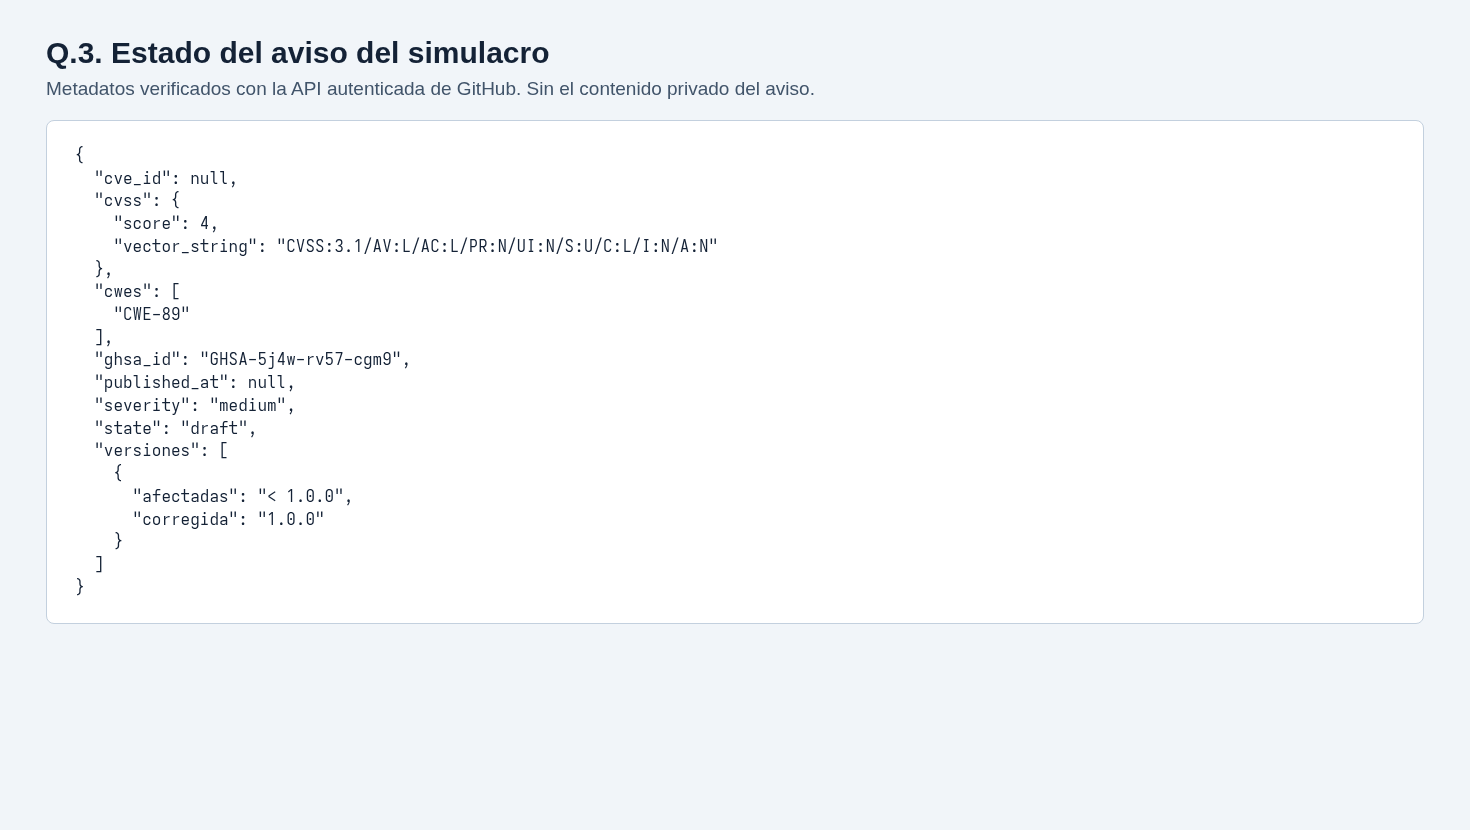 Q.3. Estado del aviso del simulacro
Metadatos verificados con la API autenticada de GitHub. Sin el contenido privado del aviso.
{
  "cve_id": null,
  "cvss": {
    "score": 4,
    "vector_string": "CVSS:3.1/AV:L/AC:L/PR:N/UI:N/S:U/C:L/I:N/A:N"
  },
  "cwes": [
    "CWE-89"
  ],
  "ghsa_id": "GHSA-5j4w-rv57-cgm9",
  "published_at": null,
  "severity": "medium",
  "state": "draft",
  "versiones": [
    {
      "afectadas": "< 1.0.0",
      "corregida": "1.0.0"
    }
  ]
}